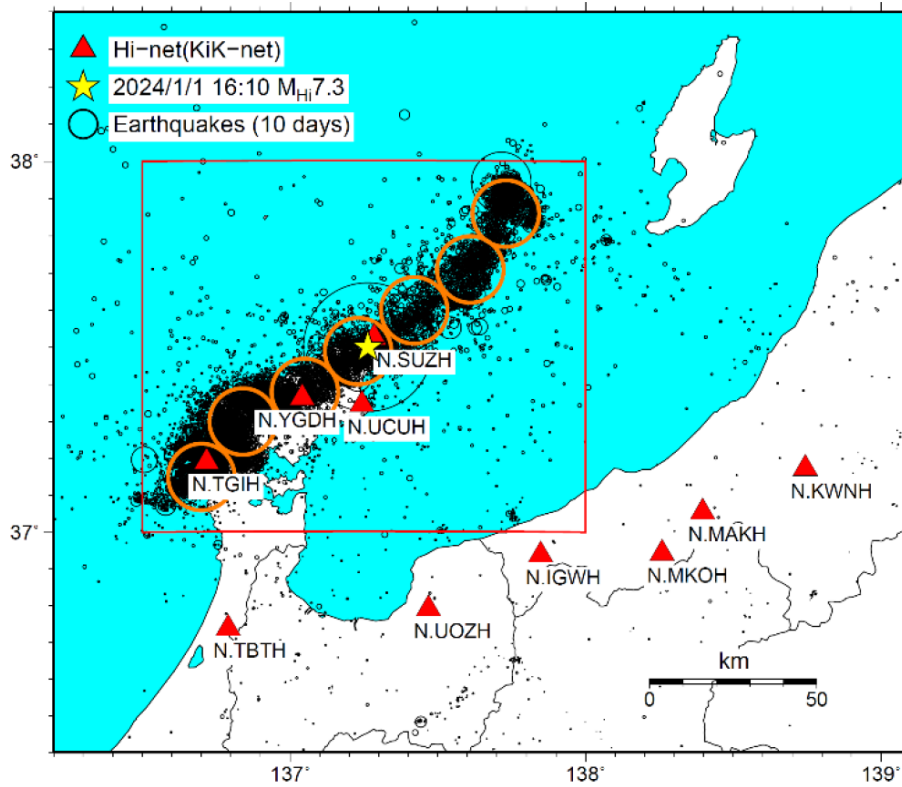 Hi−net(KiK−net)
2024/1/1 16:10 MHi7.3
Earthquakes (10 days)
38°
N.SUZH
N.YGDH
N.UCUH
N.TGIH
N.KWNH
37°
N.MAKH
N.MKOH
N.IGWH
N.UOZH
N.TBTH
km
0 50
137° 138° 139°